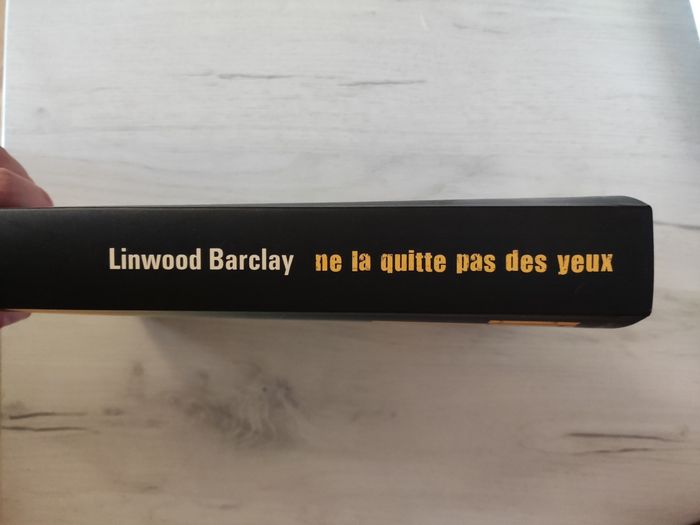 Linwood Barclay ne la quitte pas des yeux